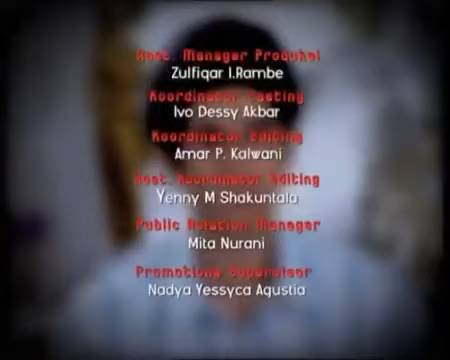 Asst. Manager Produksi
Zulfiqar I.Rambe
Koordinator Casting
Ivo Dessy Akbar
Koordinator Editing
Amar P. Kalwani
Asst. Koordinator Editing
Yenny M Shakuntala
Public Relation Manager
Mita Nurani
Promotions Supervisor
Nadya Yessyca Agustia